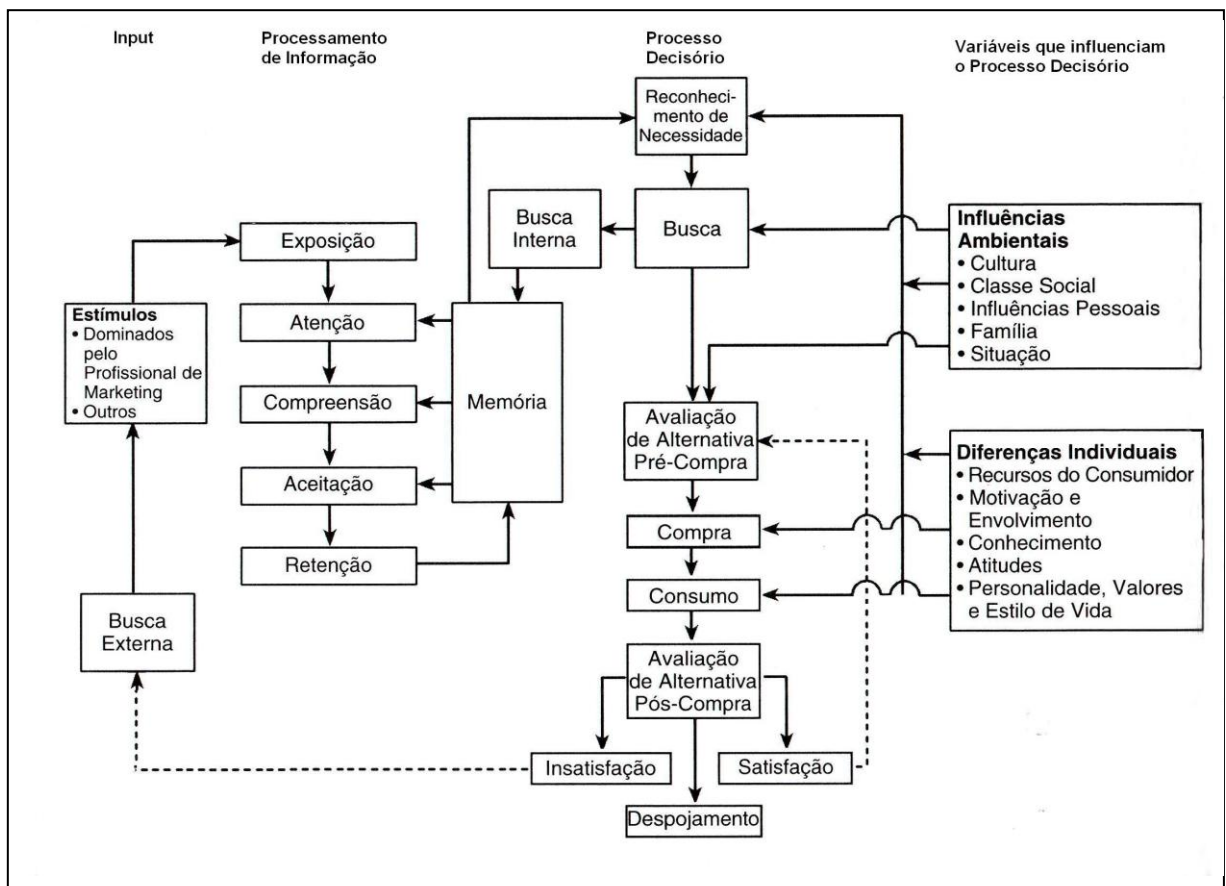 Input
Processamento
de Informação
Processo
Decisório
Variáveis que influenciam
o Processo Decisório
Reconheci-
mento de
Necessidade
Busca
Interna
Busca
Exposição
Influências
Ambientais
• Cultura
• Classe Social
• Influências Pessoais
• Família
• Situação
Estímulos
• Dominados
pelo
Profissional de
Marketing
• Outros
Atenção
Compreensão
Memória
Aceitação
Retenção
Avaliação
de Alternativa
Pré-Compra
Diferenças Individuais
• Recursos do Consumidor
• Motivação e
Envolvimento
• Conhecimento
• Atitudes
• Personalidade, Valores
e Estilo de Vida
Compra
Consumo
Busca
Externa
Avaliação
de Alternativa
Pós-Compra
Insatisfação
Satisfação
Despojamento